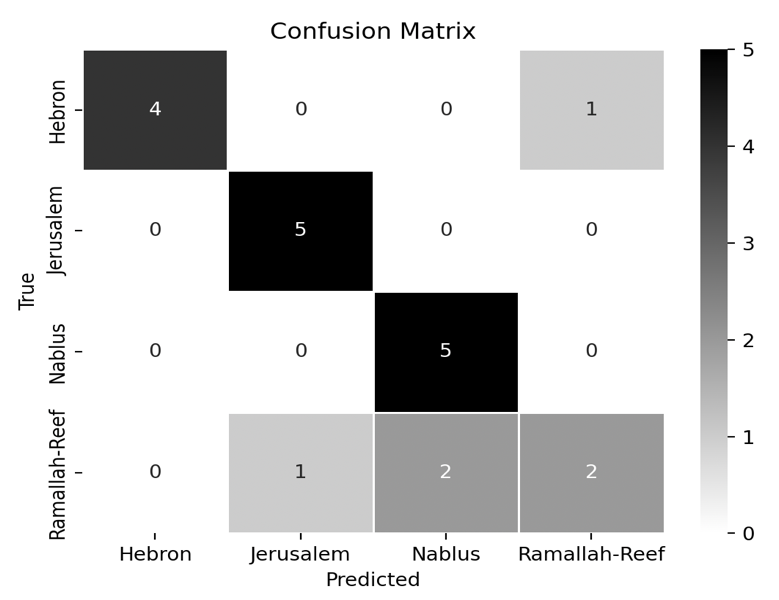 Confusion Matrix
Hebron
4 0 0 1
Jerusalem
0 5 0 0
Nablus
0 0 5 0
Ramallah-Reef
0 1 2 2
True
Hebron Jerusalem Nablus Ramallah-Reef
Predicted
5
4
3
2
1
0